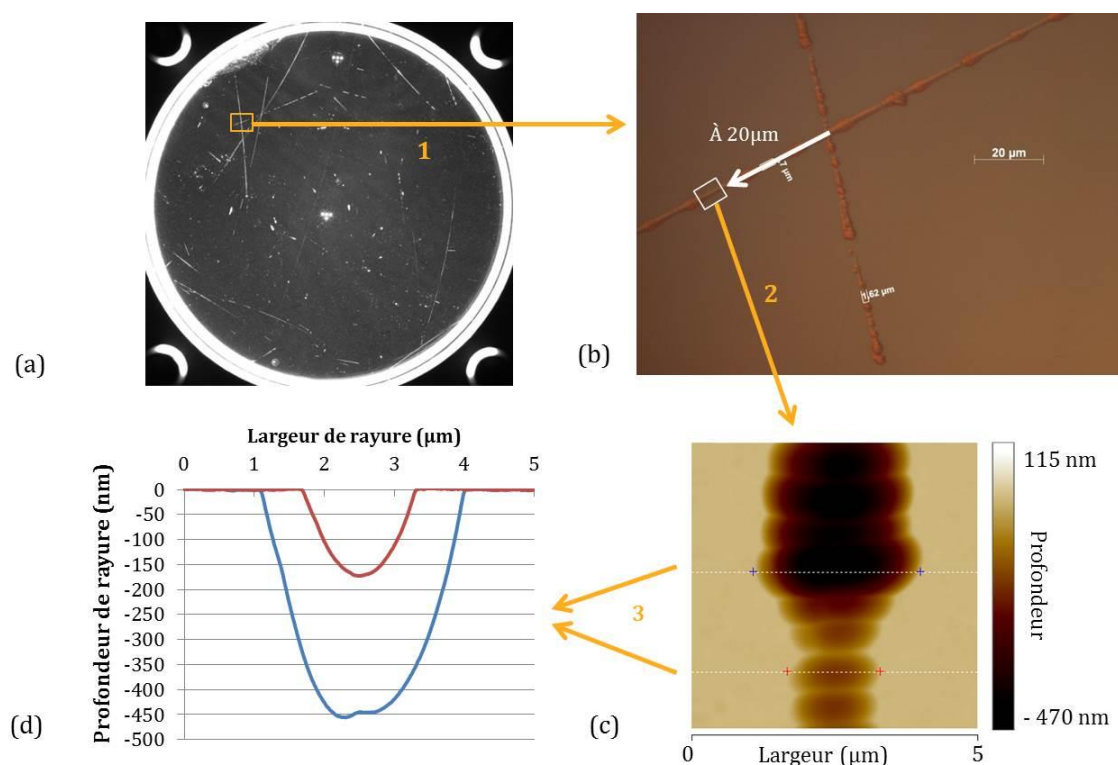 1
À 20µm
7 µm
20 µm
1,62 µm
2
(a)
(b)
Largeur de rayure (µm)
0 1 2 3 4 5
Profondeur de rayure (nm)
0
-50
-100
-150
-200
-250
-300
-350
-400
-450
-500
(d)
3
115 nm
Profondeur
- 470 nm
(c)
0 5
Largeur (µm)